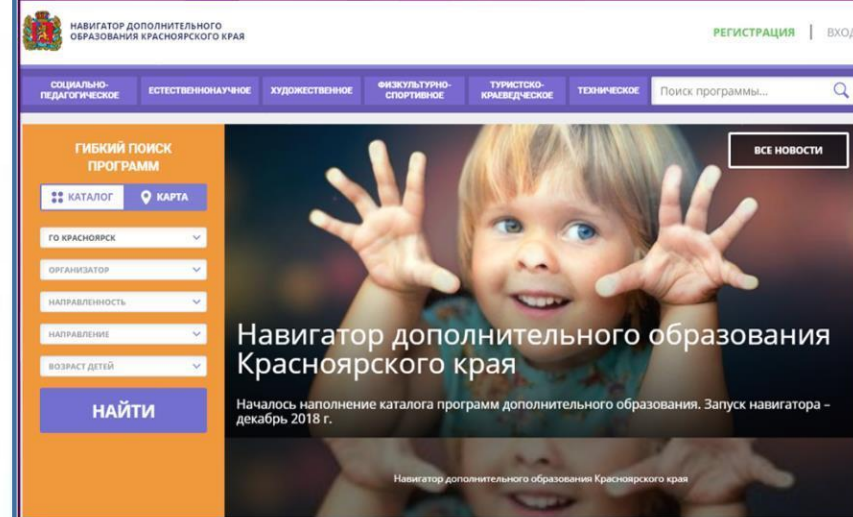 НАВИГАТОР ДОПОЛНИТЕЛЬНОГО
ОБРАЗОВАНИЯ КРАСНОЯРСКОГО КРАЯ
РЕГИСТРАЦИЯ | ВХОД
СОЦИАЛЬНО-
ПЕДАГОГИЧЕСКОЕ
ЕСТЕСТВЕННОНАУЧНОЕ
ХУДОЖЕСТВЕННОЕ
ФИЗКУЛЬТУРНО-
СПОРТИВНОЕ
ТУРИСТСКО-
КРАЕВЕДЧЕСКОЕ
ТЕХНИЧЕСКОЕ
Поиск программы...
ГИБКИЙ ПОИСК
ПРОГРАММ
КАТАЛОГ
КАРТА
ГО КРАСНОЯРСК
ОРГАНИЗАТОР
НАПРАВЛЕННОСТЬ
НАПРАВЛЕНИЕ
ВОЗРАСТ ДЕТЕЙ
НАЙТИ
ВСЕ НОВОСТИ
Навигатор дополнительного образования
Красноярского края
Началось наполнение каталога программ дополнительного образования. Запуск навигатора –
декабрь 2018 г.
Навигатор дополнительного образования Красноярского края